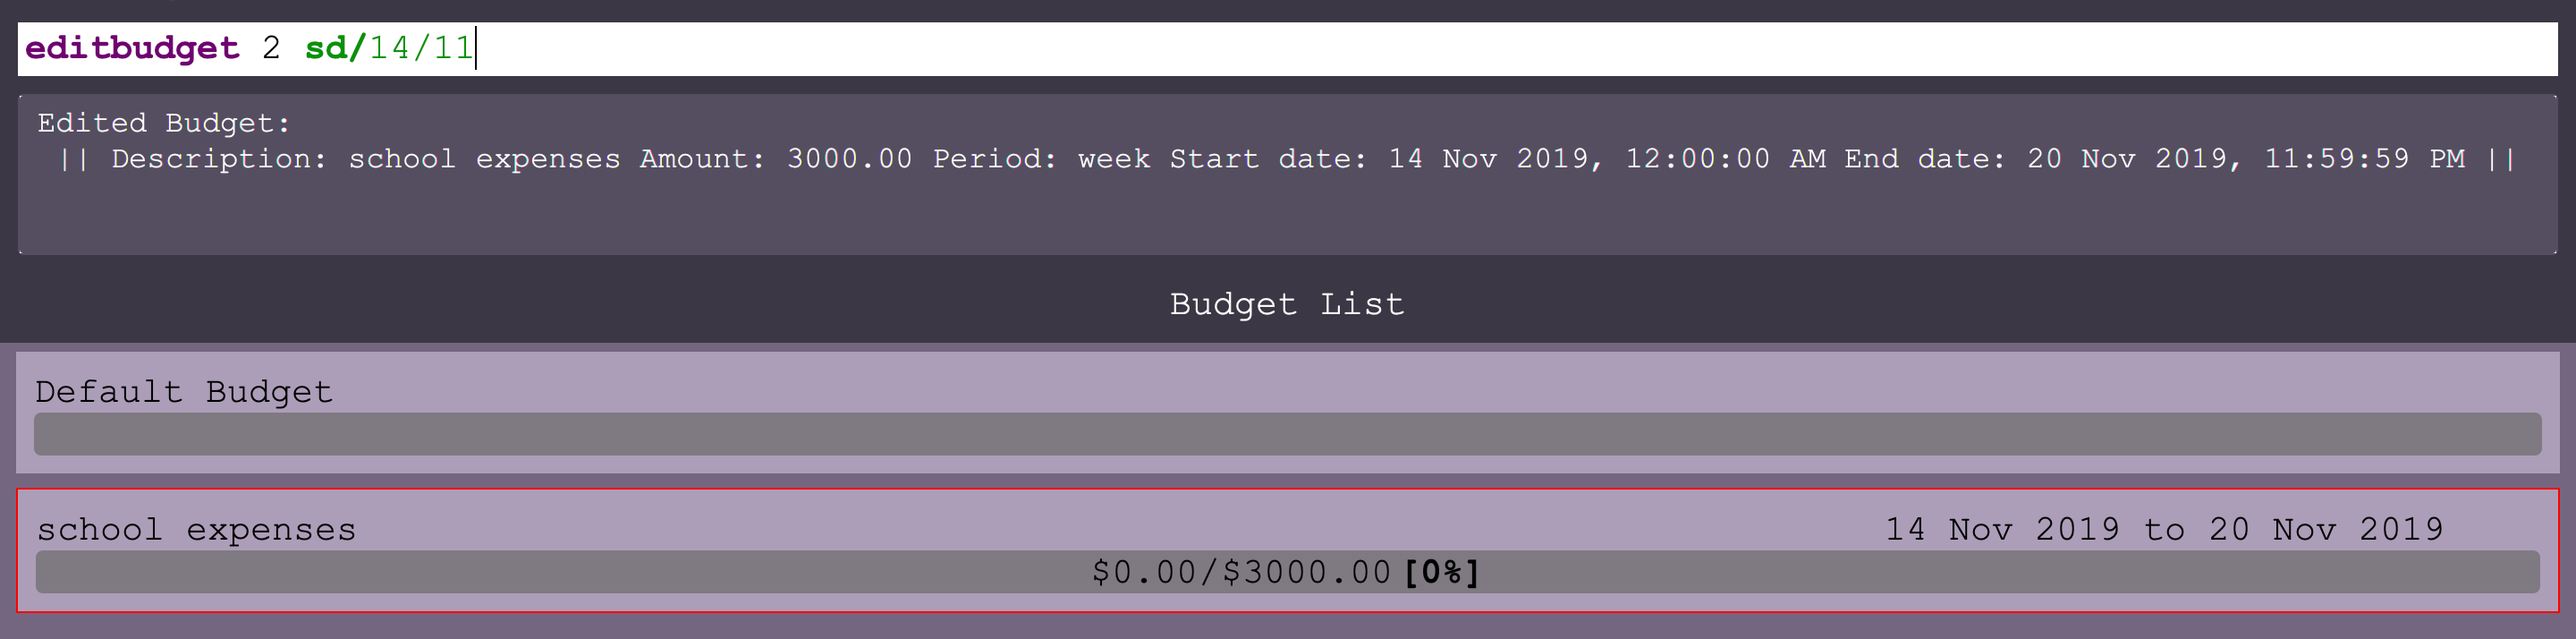 editbudget 2 sd/14/11
Edited Budget:
|| Description: school expenses Amount: 3000.00 Period: week Start date: 14 Nov 2019, 12:00:00 AM End date: 20 Nov 2019, 11:59:59 PM ||
Budget List
Default Budget
school expenses 14 Nov 2019 to 20 Nov 2019
$0.00/$3000.00 [0%]